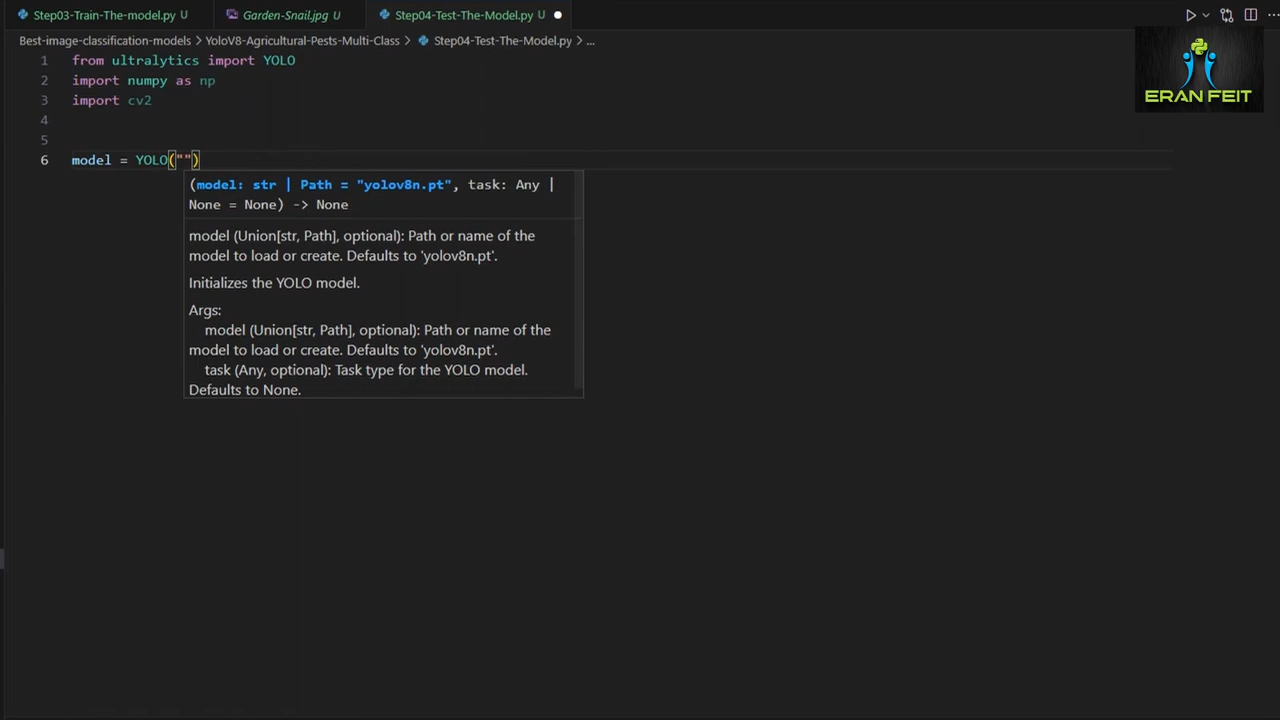 Step03-Train-The-model.py U
Garden-Snail.jpg U
Step04-Test-The-Model.py U
Best-image-classification-models > YoloV8-Agricultural-Pests-Multi-Class > Step04-Test-The-Model.py > ...
ERAN FEIT
1 from ultralytics import YOLO
2 import numpy as np
3 import cv2
4
5
6 model = YOLO("")
(model: str | Path = "yolov8n.pt", task: Any |
None = None) -> None
model (Union[str, Path], optional): Path or name of the
model to load or create. Defaults to 'yolov8n.pt'.
Initializes the YOLO model.
Args:
model (Union[str, Path], optional): Path or name of the
model to load or create. Defaults to 'yolov8n.pt'.
task (Any, optional): Task type for the YOLO model.
Defaults to None.